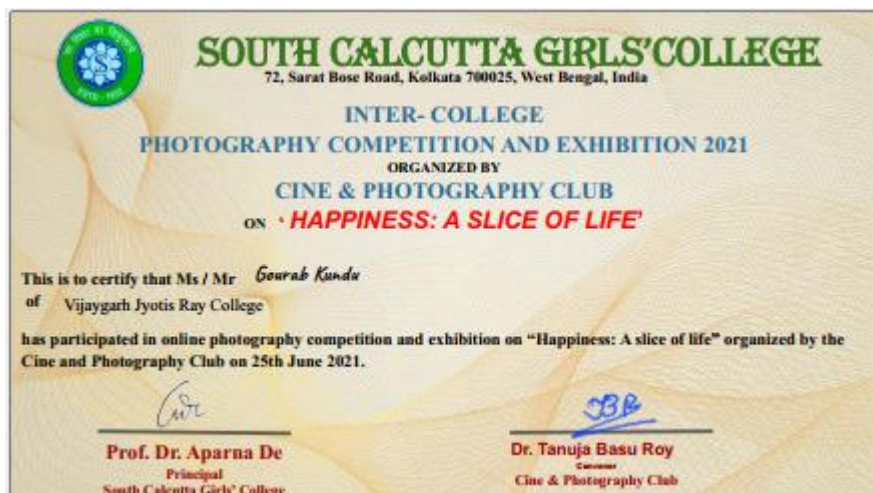 SOUTH CALCUTTA GIRLS'COLLEGE
72, Sarat Bose Road, Kolkata 700025, West Bengal, India
INTER- COLLEGE
PHOTOGRAPHY COMPETITION AND EXHIBITION 2021
ORGANIZED BY
CINE & PHOTOGRAPHY CLUB
ON ‘ HAPPINESS: A SLICE OF LIFE’
This is to certify that Ms / Mr Gourab Kundu
of Vijaygarh Jyotis Ray College
has participated in online photography competition and exhibition on “Happiness: A slice of life” organized by the
Cine and Photography Club on 25th June 2021.
Prof. Dr. Aparna De
Principal
South Calcutta Girls' College
Dr. Tanuja Basu Roy
Convenor
Cine & Photography Club